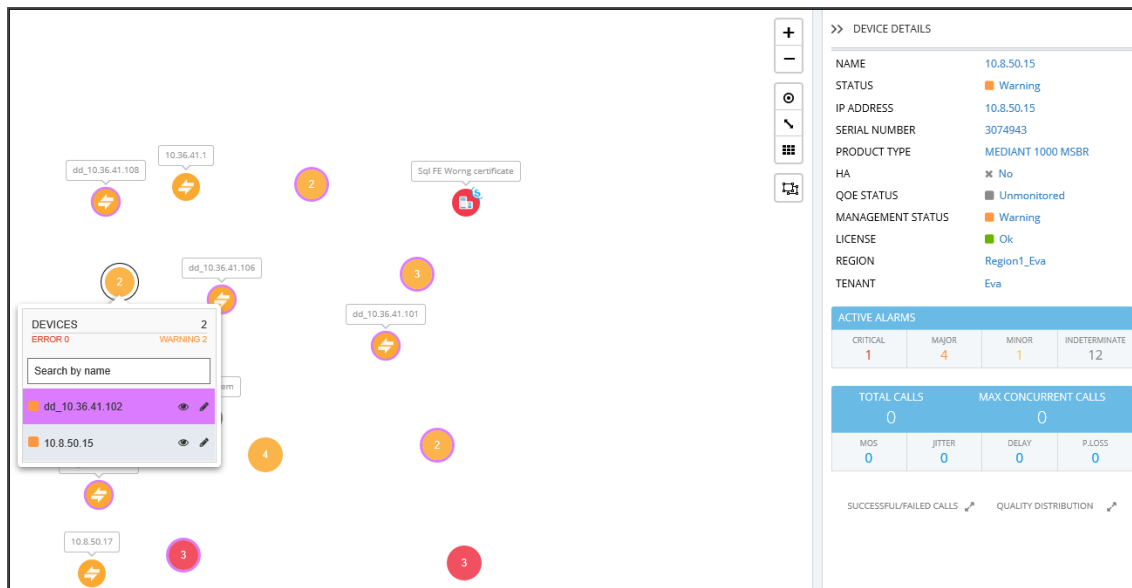 dd_10.36.41.108
10.36.41.1
2
Sql FE Worng certificate
2
dd_10.36.41.106
3
dd_10.36.41.101
DEVICES 2
ERROR 0 WARNING 2
Search by name
dd_10.36.41.102
10.8.50.15
em
4
2
10.8.50.17
3
3
DEVICE DETAILS
NAME 10.8.50.15
STATUS Warning
IP ADDRESS 10.8.50.15
SERIAL NUMBER 3074943
PRODUCT TYPE MEDIANT 1000 MSBR
HA No
QOE STATUS Unmonitored
MANAGEMENT STATUS Warning
LICENSE Ok
REGION Region1_Eva
TENANT Eva
ACTIVE ALARMS
CRITICAL MAJOR MINOR INDETERMINATE
1 4 1 12
TOTAL CALLS MAX CONCURRENT CALLS
0 0
MOS JITTER DELAY P.LOSS
0 0 0 0
SUCCESSFUL/FAILED CALLS QUALITY DISTRIBUTION